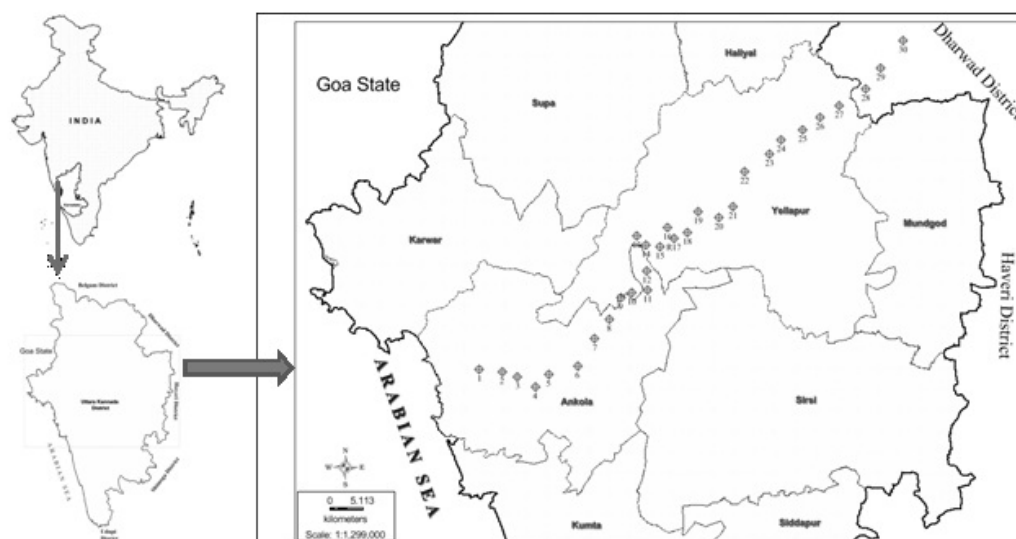 INDIA
Belgaum District
Goa State
Uttara Kannada
District
ARABIAN SEA
Goa State
Supa
Haliyal
Dharwad District
Karwar
Yellapur
Mundgod
Haveri District
Ankola
Sirsi
Kumta
Siddapur
ARABIAN SEA
N
W E
S
0 5.113
kilometers
Scale: 1:1,299,000
1
2
3
4
5
6
7
8
10
11
12
14
15
16
R17
18
19
20
21
22
23
24
25
26
27
28
29
30